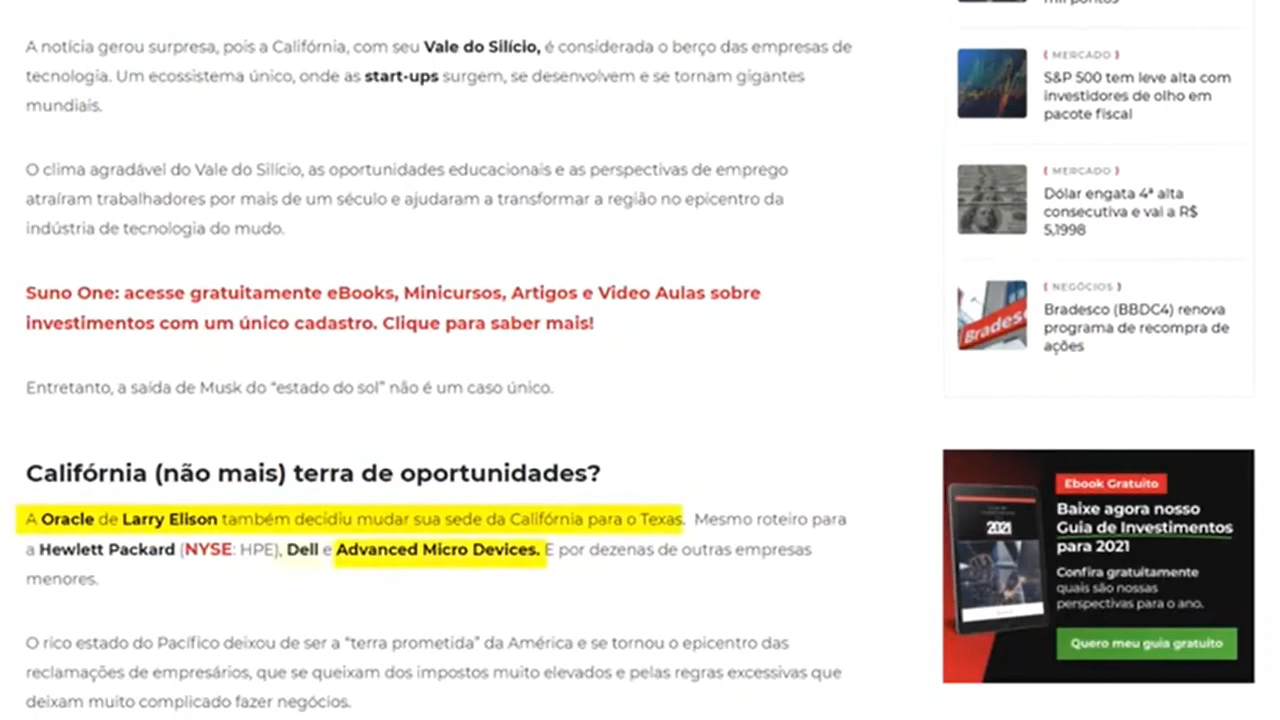 A notícia gerou surpresa, pois a Califórnia, com seu Vale do Silício, é considerada o berço das empresas de
tecnologia. Um ecossistema único, onde as start-ups surgem, se desenvolvem e se tornam gigantes
mundiais.
O clima agradável do Vale do Silício, as oportunidades educacionais e as perspectivas de emprego
atraíram trabalhadores por mais de um século e ajudaram a transformar a região no epicentro da
indústria de tecnologia do mudo.
Suno One: acesse gratuitamente eBooks, Minicursos, Artigos e Video Aulas sobre
investimentos com um único cadastro. Clique para saber mais!
Entretanto, a saída de Musk do “estado do sol” não é um caso único.
Califórnia (não mais) terra de oportunidades?
A Oracle de Larry Elison também decidiu mudar sua sede da Califórnia para o Texas. Mesmo roteiro para
a Hewlett Packard (NYSE: HPE), Dell e Advanced Micro Devices. E por dezenas de outras empresas
menores.
O rico estado do Pacífico deixou de ser a “terra prometida” da América e se tornou o epicentro das
reclamações de empresários, que se queixam dos impostos muito elevados e pelas regras excessivas que
deixam muito complicado fazer negócios.
mil pontos
( MERCADO )
S&P 500 tem leve alta com
investidores de olho em
pacote fiscal
( MERCADO )
Dólar engata 4ª alta
consecutiva e vai a R$
5,1998
( NEGÓCIOS )
Bradesco (BBDC4) renova
programa de recompra de
ações
Bradesc
Ebook Gratuito
Baixe agora nosso
Guia de Investimentos
para 2021
Confira gratuitamente
quais são nossas
perspectivas para o ano.
Quero meu guia gratuito
2021